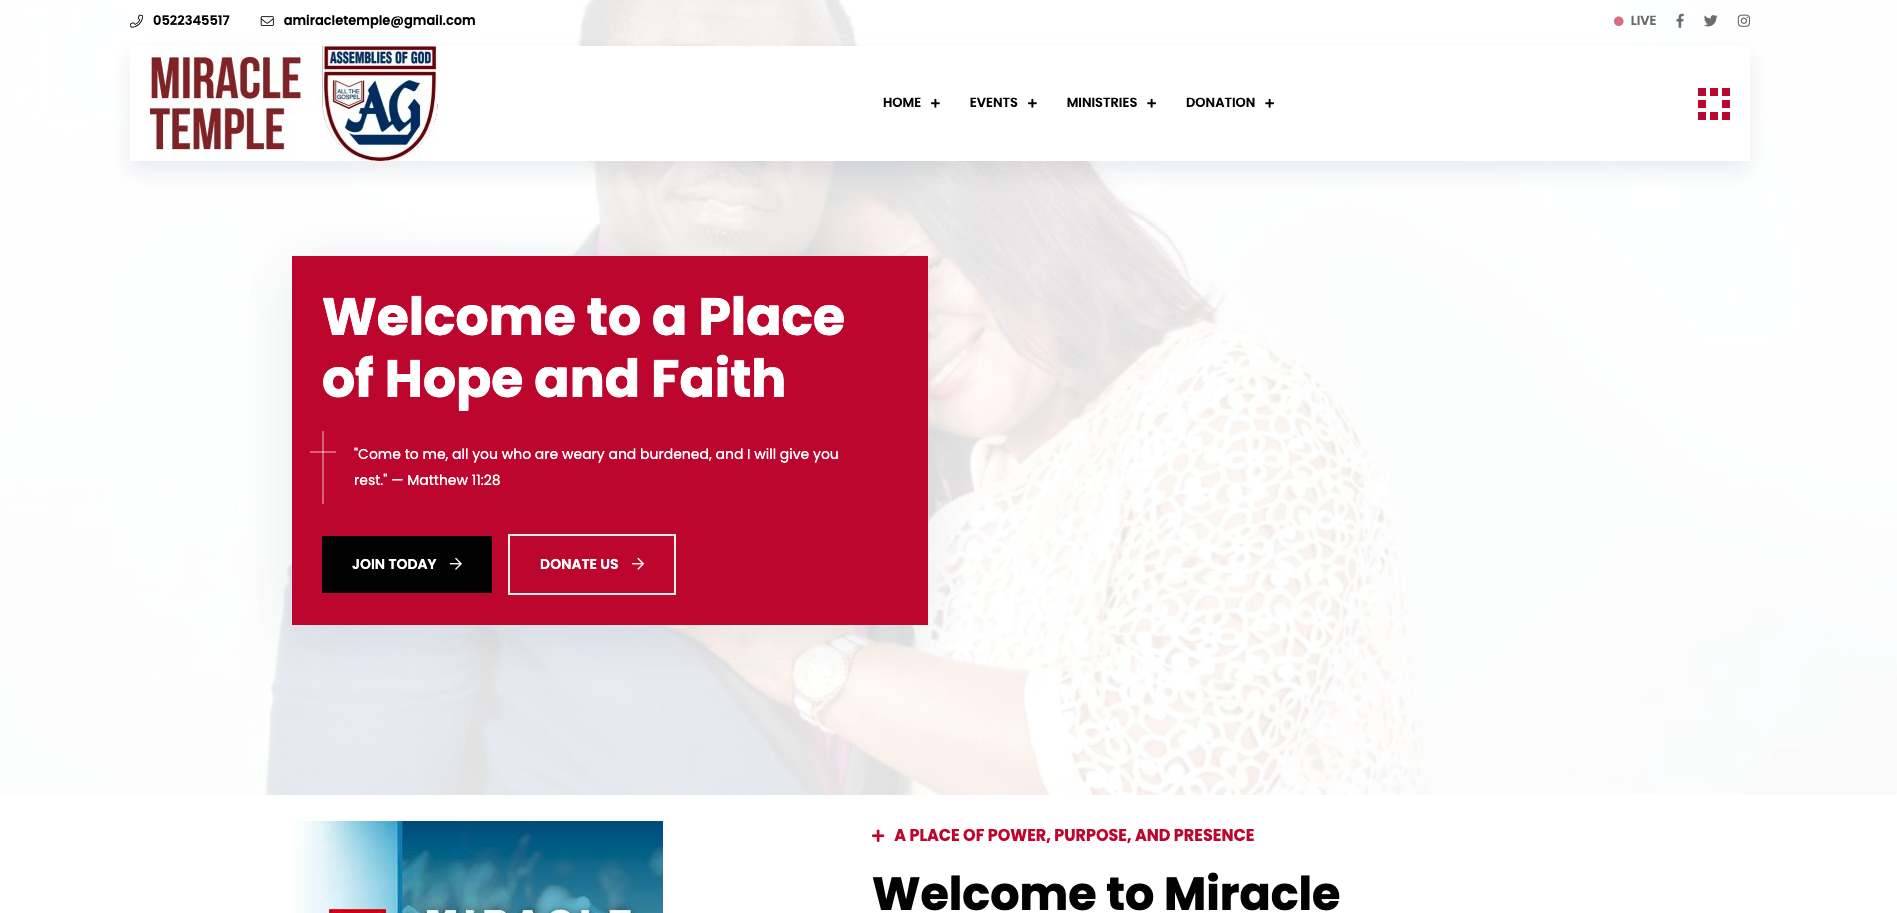 0522345517
amiracletemple@gmail.com
LIVE
MIRACLE
TEMPLE
ASSEMBLIES OF GOD
ALL THE
GOSPEL
AG
HOME
EVENTS
MINISTRIES
DONATION
Welcome to a Place
of Hope and Faith
"Come to me, all you who are weary and burdened, and I will give you
rest." — Matthew 11:28
JOIN TODAY
DONATE US
A PLACE OF POWER, PURPOSE, AND PRESENCE
Welcome to Miracle
MIRACLE